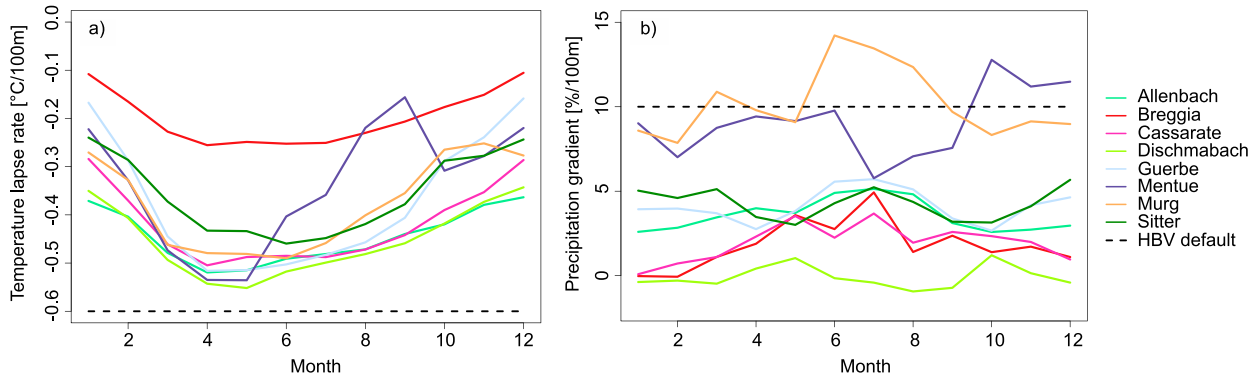 a)
Temperature lapse rate [°C/100m]
0.0
-0.1
-0.2
-0.3
-0.4
-0.5
-0.6
2 4 6 8 10 12
Month
b)
Precipitation gradient [%/100m]
15
10
5
0
2 4 6 8 10 12
Month
Allenbach
Breggia
Cassarate
Dischmabach
Guerbe
Mentue
Murg
Sitter
HBV default